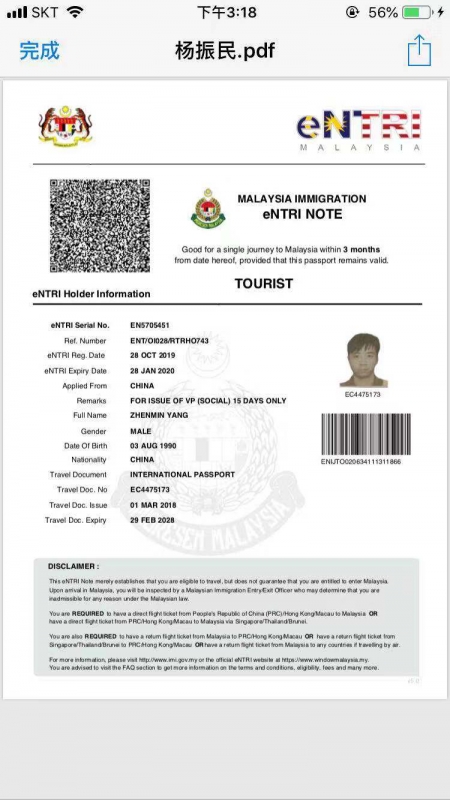 SKT 下午3:18 56%
完成 杨振民.pdf
eNTRI
MALAYSIA
MALAYSIA IMMIGRATION
eNTRI NOTE
Good for a single journey to Malaysia within 3 months
from date hereof, provided that this passport remains valid.
TOURIST
eNTRI Holder Information
eNTRI Serial No. EN5705451
Ref. Number ENT/OI028/RTRHO743
eNTRI Reg. Date 28 OCT 2019
eNTRI Expiry Date 28 JAN 2020
Applied From CHINA
Remarks FOR ISSUE OF VP (SOCIAL) 15 DAYS ONLY
Full Name ZHENMIN YANG
Gender MALE
Date Of Birth 03 AUG 1990
Nationality CHINA
Travel Document INTERNATIONAL PASSPORT
Travel Doc. No EC4475173
Travel Doc. Issue 01 MAR 2018
Travel Doc. Expiry 29 FEB 2028
EC4475173
ENIJTO020634111311866
DISCLAIMER :
This eNTRI Note merely establishes that you are eligible to travel, but does not guarantee that you are entitled to enter Malaysia.
Upon arrival in Malaysia, you will be inspected by a Malaysian Immigration Entry/Exit Officer who may determine that you are
inadmissible for any reason under the Malaysian law.
You are REQUIRED to have a direct flight ticket from People's Republic of China (PRC)/Hong Kong/Macau to Malaysia OR
have a direct flight ticket from PRC/Hong Kong/Macau to Malaysia via Singapore/Thailand/Brunei.
You are also REQUIRED to have a return flight ticket from Malaysia to PRC/Hong Kong/Macau OR have a return flight ticket from
Singapore/Thailand/Brunei to PRC/Hong Kong/Macau OR have a return flight ticket from Malaysia to any countries if travelling by air.
For more information, please visit http://www.imi.gov.my or the official eNTRI website at https://www.windowmalaysia.my.
You are advised to visit the FAQ section to get more information on the terms and conditions, eligibility, fees and many more.